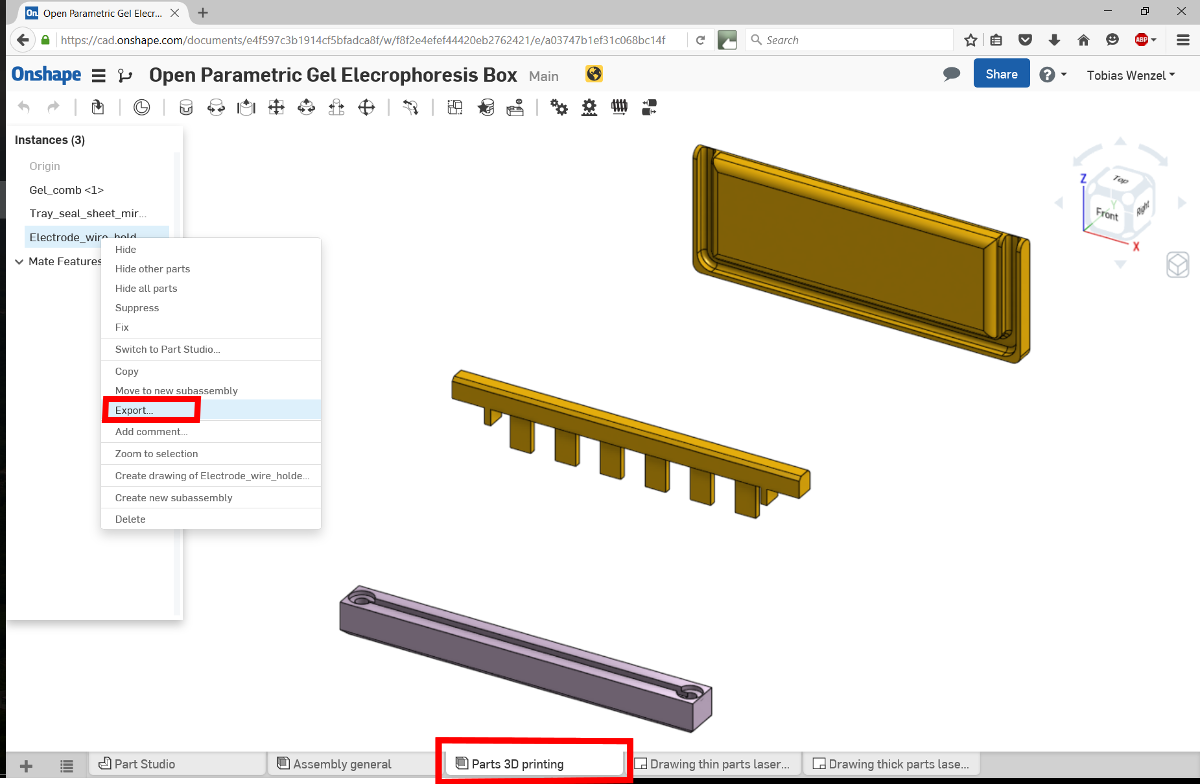 On. Open Parametric Gel Elecr...
https://cad.onshape.com/documents/e4f597c3b1914cf5bfadca8f/w/f8f2e4efef44420eb2762421/e/a03747b1ef31c068bc14f
Search
ABP
Onshape
Open Parametric Gel Elecrophoresis Box Main
Share
?
Tobias Wenzel
Instances (3)
Origin
Gel_comb <1>
Tray_seal_sheet_mir...
Electrode_wire_hold
Mate Features
Hide
Hide other parts
Hide all parts
Suppress
Fix
Switch to Part Studio...
Copy
Move to new subassembly
Export...
Add comment...
Zoom to selection
Create drawing of Electrode_wire_holde...
Create new subassembly
Delete
Z
Top
Y
Front
Right
X
Part Studio
Assembly general
Parts 3D printing
Drawing thin parts laser...
Drawing thick parts lase...